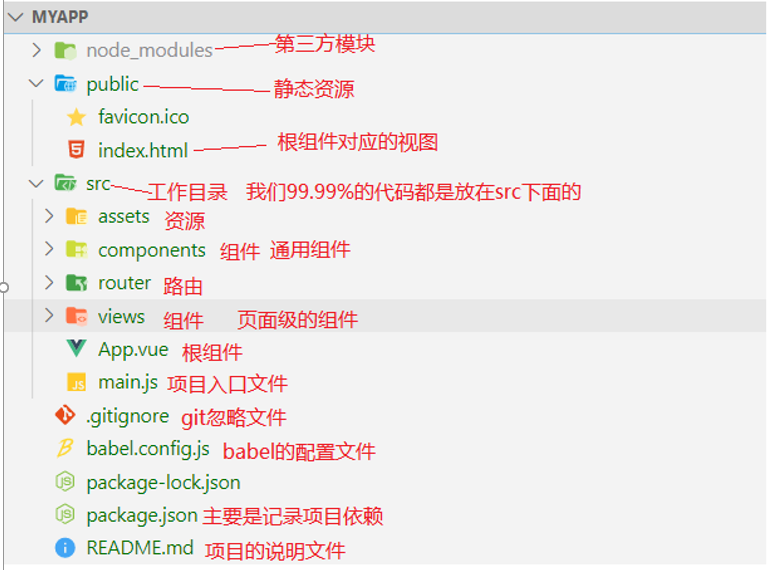 MYAPP
node_modules 第三方模块
public 静态资源
favicon.ico
index.html 根组件对应的视图
src 工作目录 我们99.99%的代码都是放在src下面的
assets 资源
components 组件 通用组件
router 路由
views 组件 页面级的组件
App.vue 根组件
JS main.js 项目入口文件
.gitignore git忽略文件
babel.config.js babel的配置文件
package-lock.json
package.json 主要是记录项目依赖
README.md 项目的说明文件